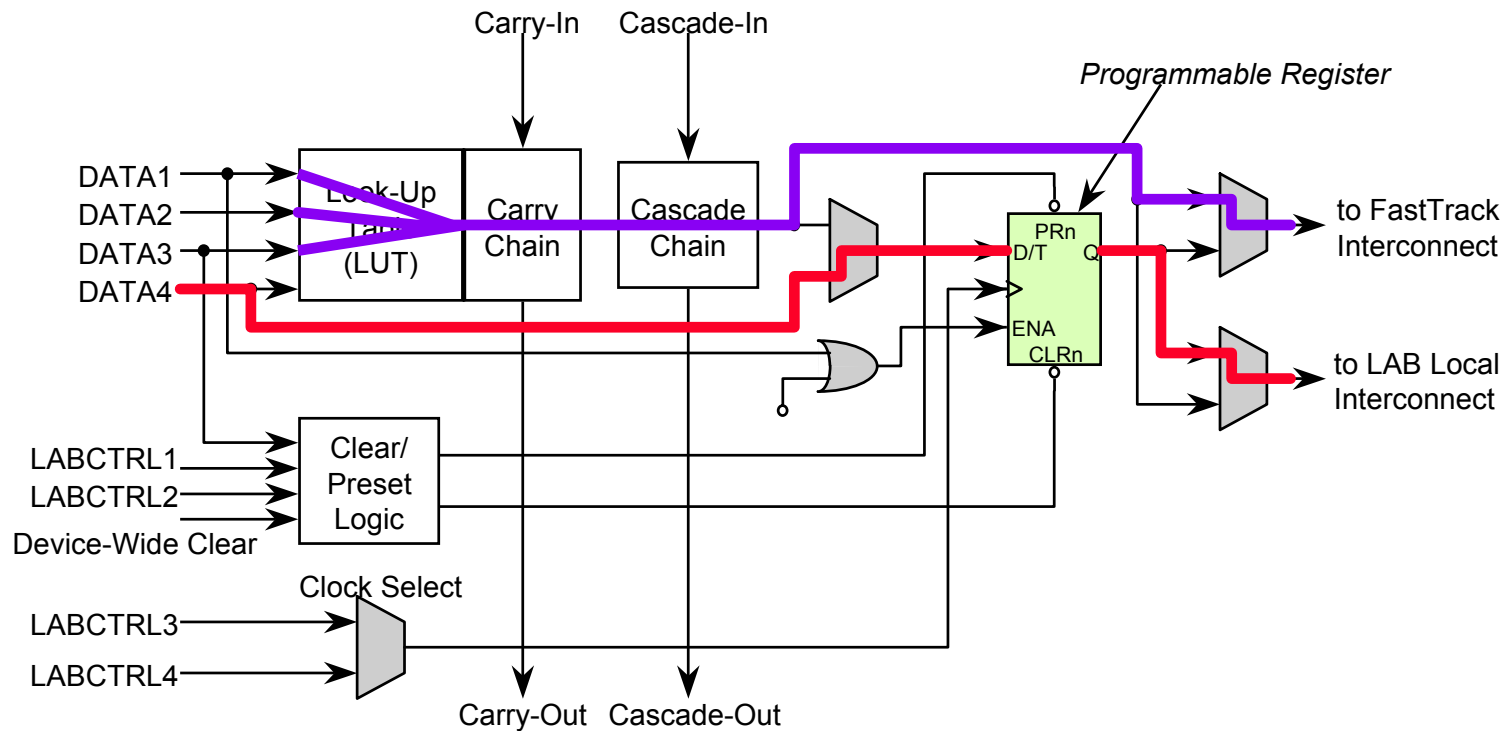 Carry-In
Cascade-In
Programmable Register
DATA1
DATA2
DATA3
DATA4
Look-Up
Table
(LUT)
Carry
Chain
Cascade
Chain
PRn
D/T
Q
ENA
CLRn
to FastTrack
Interconnect
to LAB Local
Interconnect
LABCTRL1
LABCTRL2
Device-Wide Clear
Clear/
Preset
Logic
Clock Select
LABCTRL3
LABCTRL4
Carry-Out
Cascade-Out